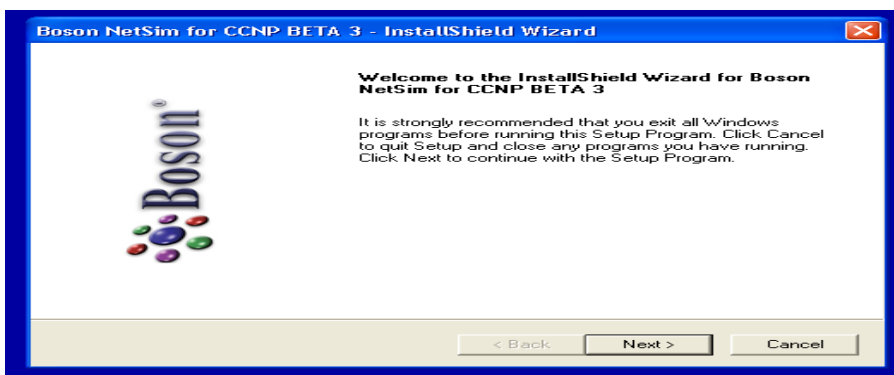 Boson NetSim for CCNP BETA 3 - InstallShield Wizard
Welcome to the InstallShield Wizard for Boson
NetSim for CCNP BETA 3
It is strongly recommended that you exit all Windows
programs before running this Setup Program. Click Cancel
to quit Setup and close any programs you have running.
Click Next to continue with the Setup Program.
Boson®
< Back Next > Cancel